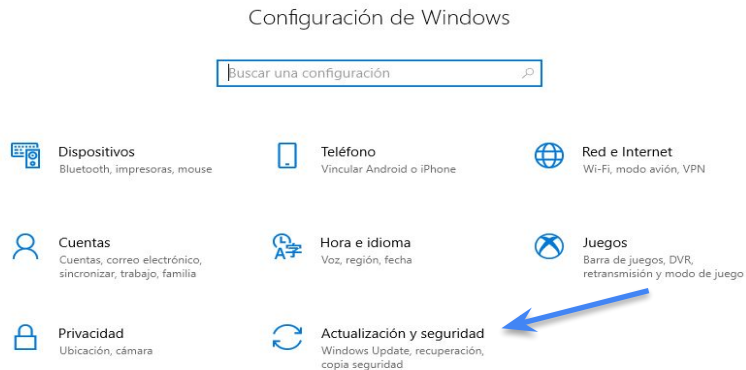 Configuración de Windows
Buscar una configuración
Dispositivos
Bluetooth, impresoras, mouse
Teléfono
Vincular Android o iPhone
Red e Internet
Wi-Fi, modo avión, VPN
Cuentas
Cuentas, correo electrónico,
sincronizar, trabajo, familia
Hora e idioma
Voz, región, fecha
Juegos
Barra de juegos, DVR,
retransmisión y modo de juego
Privacidad
Ubicación, cámara
Actualización y seguridad
Windows Update, recuperación,
copia seguridad